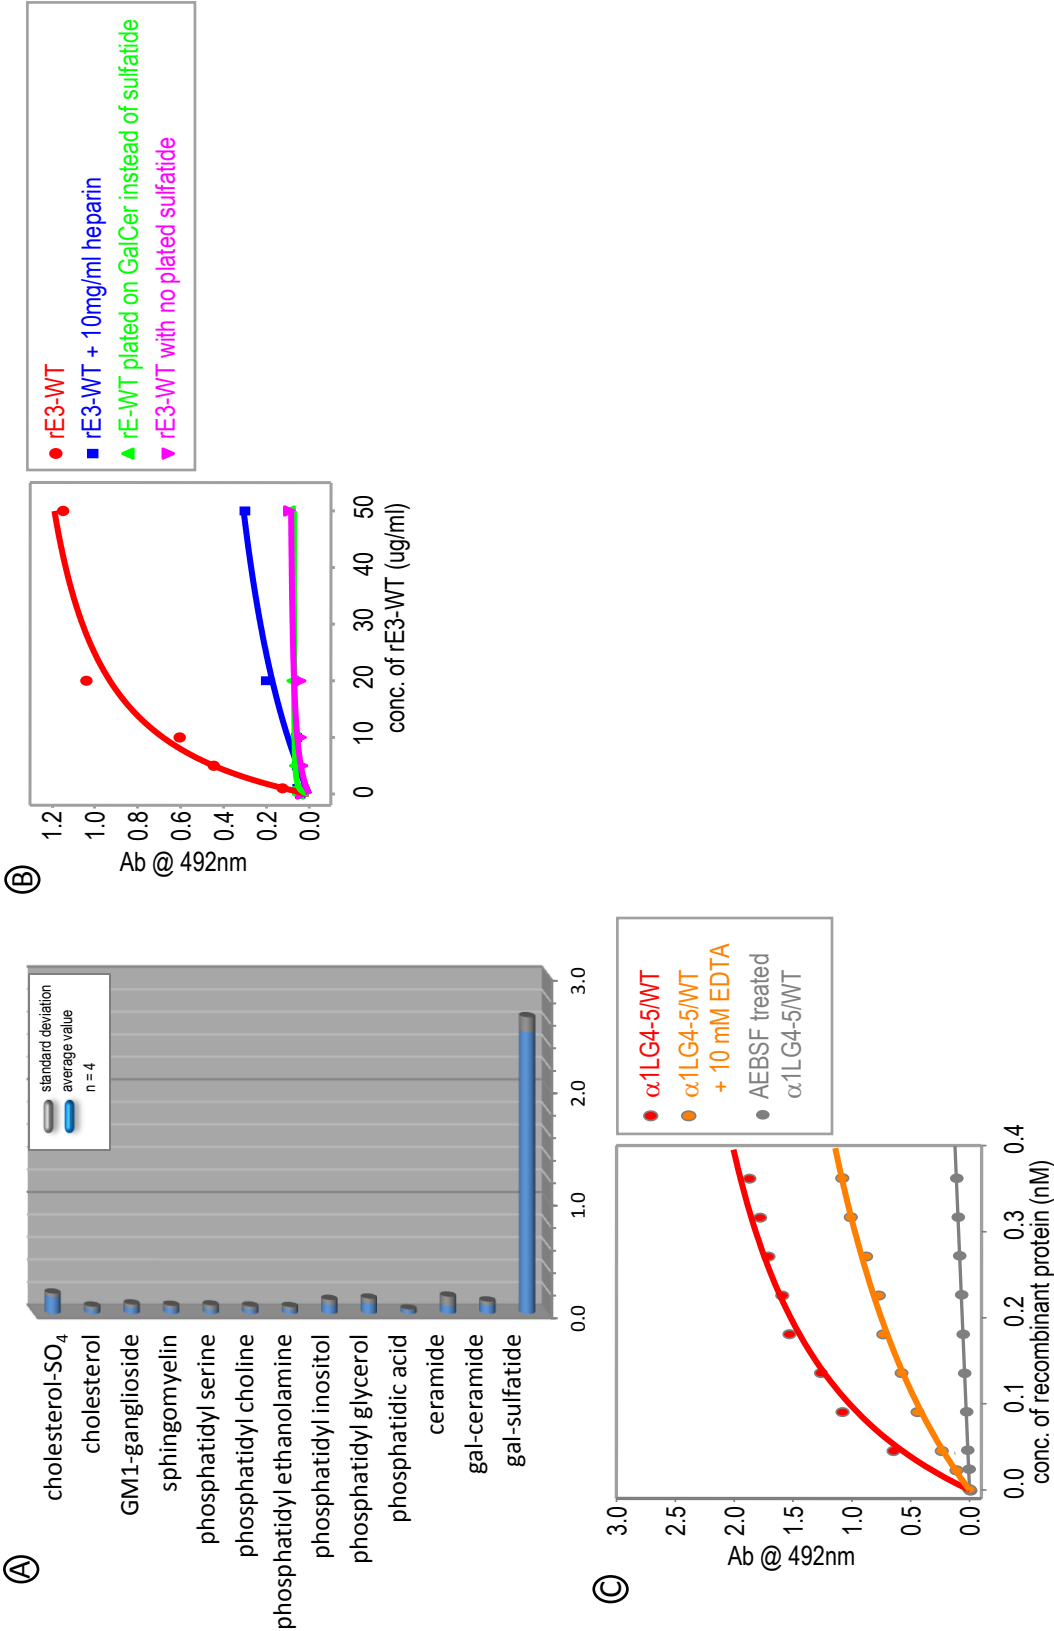 A
cholesterol-SO4
cholesterol
GM1-ganglioside
sphingomyelin
phosphatidyl serine
phosphatidyl choline
phosphatidyl ethanolamine
phosphatidyl inositol
phosphatidyl glycerol
phosphatidic acid
ceramide
gal-ceramide
gal-sulfatide
0.0
1.0
2.0
3.0
standard deviation
average value
n = 4
B
Ab @ 492nm
1.2
1.0
0.8
0.6
0.4
0.2
0.0
0
10
20
30
40
50
conc. of rE3-WT (ug/ml)
rE3-WT
rE3-WT + 10mg/ml heparin
rE-WT plated on GalCer instead of sulfatide
rE3-WT with no plated sulfatide
C
Ab @ 492nm
3.0
2.5
2.0
1.5
1.0
0.5
0.0
0.0
0.1
0.2
0.3
0.4
conc. of recombinant protein (nM)
α1LG4-5/WT
α1LG4-5/WT
+ 10 mM EDTA
AEBSF treated
α1LG4-5/WT